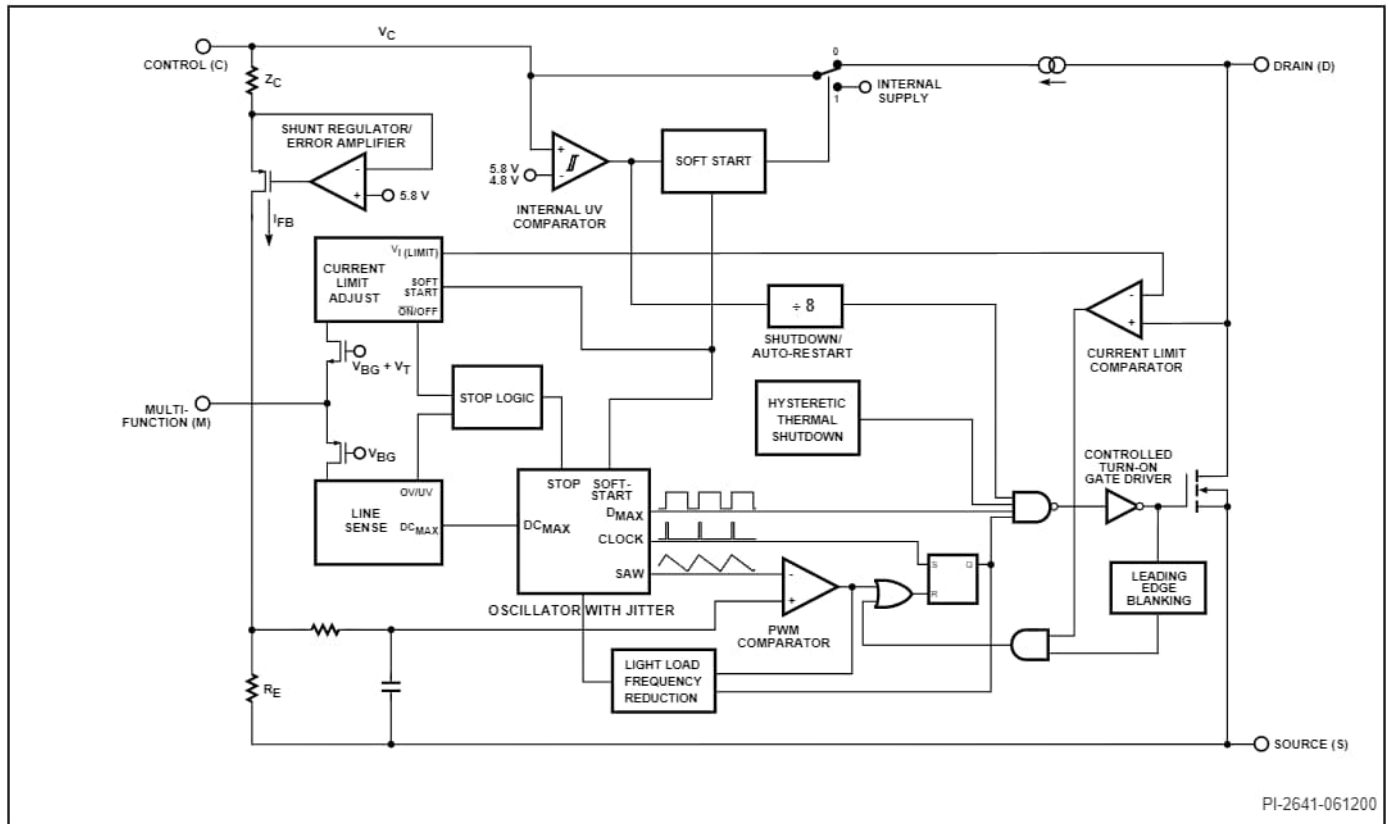 VC
CONTROL (C)
ZC
0
1
INTERNAL
SUPPLY
DRAIN (D)
SHUNT REGULATOR/
ERROR AMPLIFIER
-
+
5.8 V
IFB
+
-
5.8 V
4.8 V
INTERNAL UV
COMPARATOR
SOFT START
VI (LIMIT)
CURRENT
LIMIT
ADJUST
SOFT
START
ON/OFF
÷ 8
SHUTDOWN/
AUTO-RESTART
-
+
CURRENT LIMIT
COMPARATOR
VBG + VT
MULTI-
FUNCTION (M)
STOP LOGIC
HYSTERETIC
THERMAL
SHUTDOWN
VBG
CONTROLLED
TURN-ON
GATE DRIVER
OV/UV
LINE
SENSE
DCMAX
STOP
SOFT-
START
DCMAX
DMAX
CLOCK
SAW
OSCILLATOR WITH JITTER
-
+
PWM
COMPARATOR
S
Q
R
LEADING
EDGE
BLANKING
LIGHT LOAD
FREQUENCY
REDUCTION
RE
SOURCE (S)
PI-2641-061200